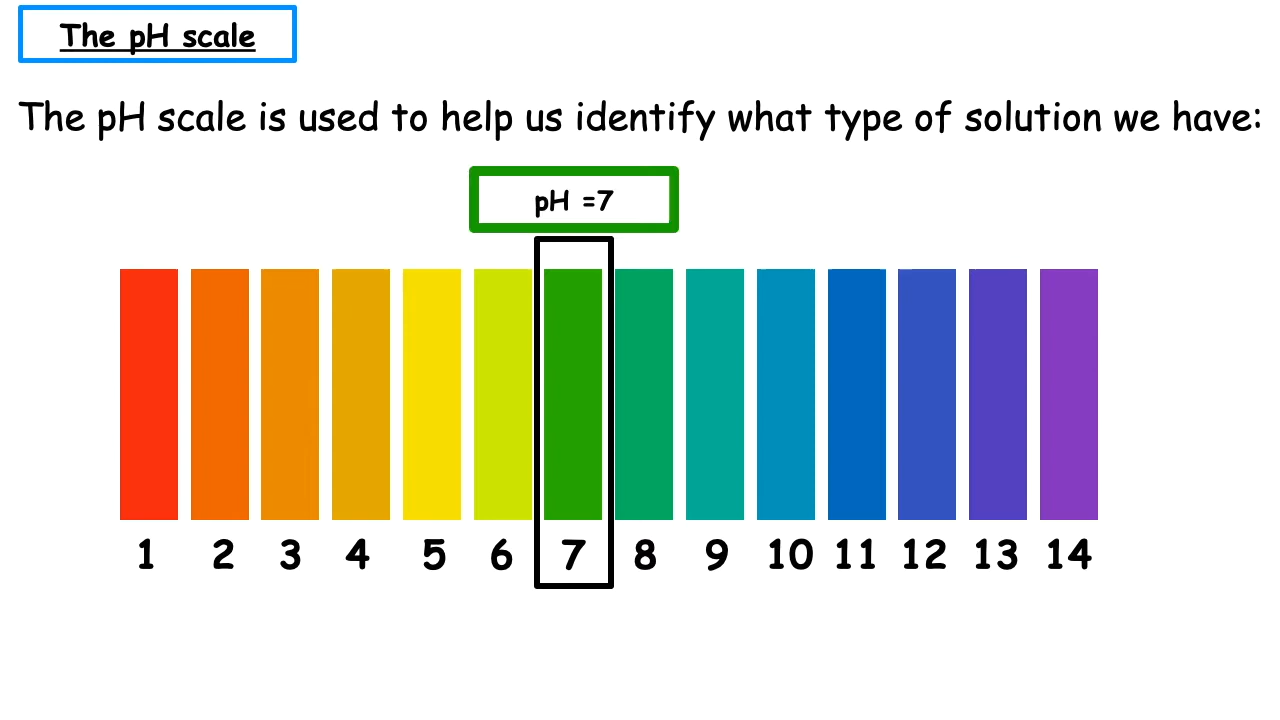 The pH scale
The pH scale is used to help us identify what type of solution we have:
pH =7
1 2 3 4 5 6 7 8 9 10 11 12 13 14